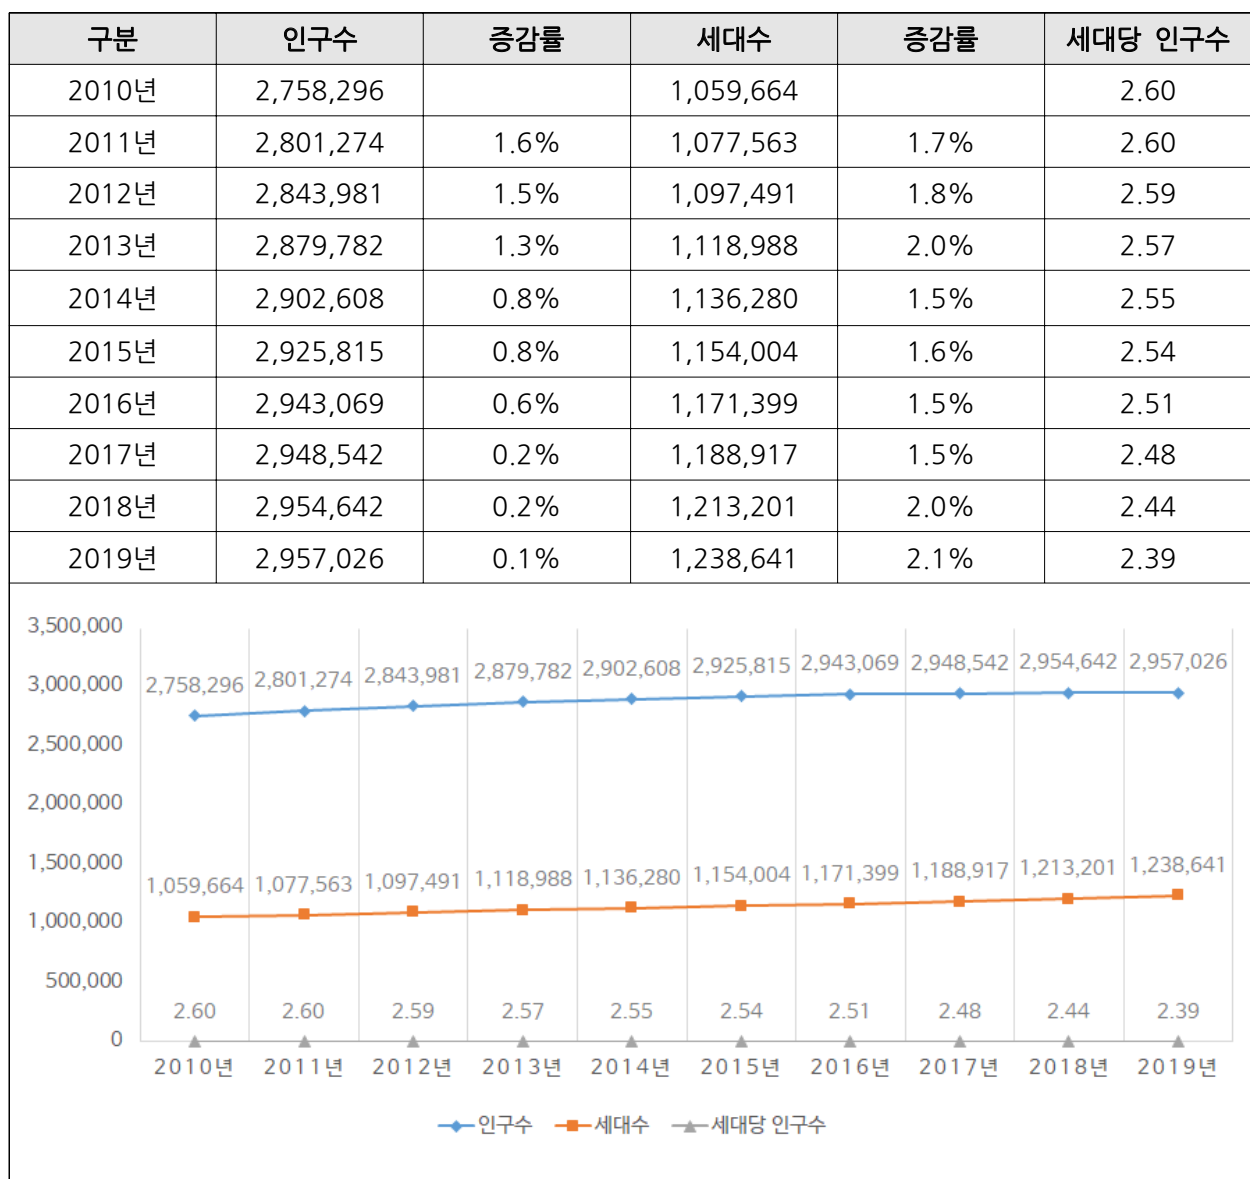 구분 인구수 증감률 세대수 증감률 세대당 인구수
2010년 2,758,296 1,059,664 2.60
2011년 2,801,274 1.6% 1,077,563 1.7% 2.60
2012년 2,843,981 1.5% 1,097,491 1.8% 2.59
2013년 2,879,782 1.3% 1,118,988 2.0% 2.57
2014년 2,902,608 0.8% 1,136,280 1.5% 2.55
2015년 2,925,815 0.8% 1,154,004 1.6% 2.54
2016년 2,943,069 0.6% 1,171,399 1.5% 2.51
2017년 2,948,542 0.2% 1,188,917 1.5% 2.48
2018년 2,954,642 0.2% 1,213,201 2.0% 2.44
2019년 2,957,026 0.1% 1,238,641 2.1% 2.39
3,500,000
2,758,296 2,801,274 2,843,981 2,879,782 2,902,608 2,925,815 2,943,069 2,948,542 2,954,642 2,957,026
3,000,000
2,500,000
2,000,000
1,500,000
1,059,664 1,077,563 1,097,491 1,118,988 1,136,280 1,154,004 1,171,399 1,188,917 1,213,201 1,238,641
1,000,000
500,000
2.60 2.60 2.59 2.57 2.55 2.54 2.51 2.48 2.44 2.39
0
2010년 2011년 2012년 2013년 2014년 2015년 2016년 2017년 2018년 2019년
인구수 세대수 세대당 인구수